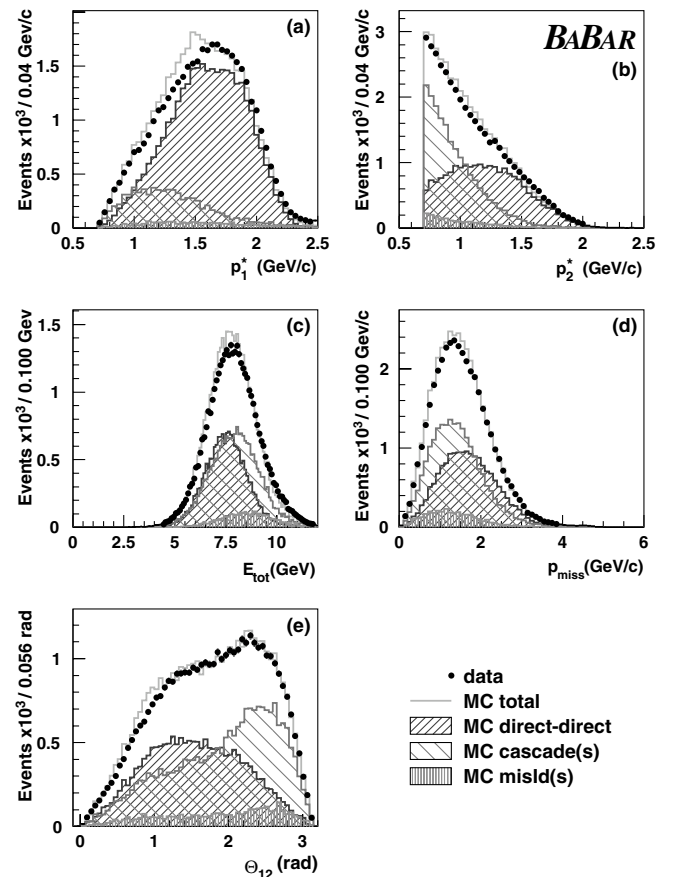 Events x10³ / 0.04 Gev/c
(a)
0 0.5 1 1.5
0.5 1 1.5 2 2.5
p₁* (GeV/c)
Events x10³ / 0.04 GeV/c
BABAR
(b)
0 1 2 3
0.5 1 1.5 2 2.5
p₂* (GeV/c)
Events x10³ / 0.100 Gev
(c)
0 0.5 1 1.5
0 2.5 5 7.5 10
E_tot(GeV)
Events x10³ / 0.100 GeV/c
(d)
0 1 2
0 2 4 6
p_miss(GeV/c)
Events x10³ / 0.056 rad
(e)
0 0.5 1
0 1 2 3
Θ₁₂ (rad)
data
MC total
MC direct-direct
MC cascade(s)
MC misId(s)